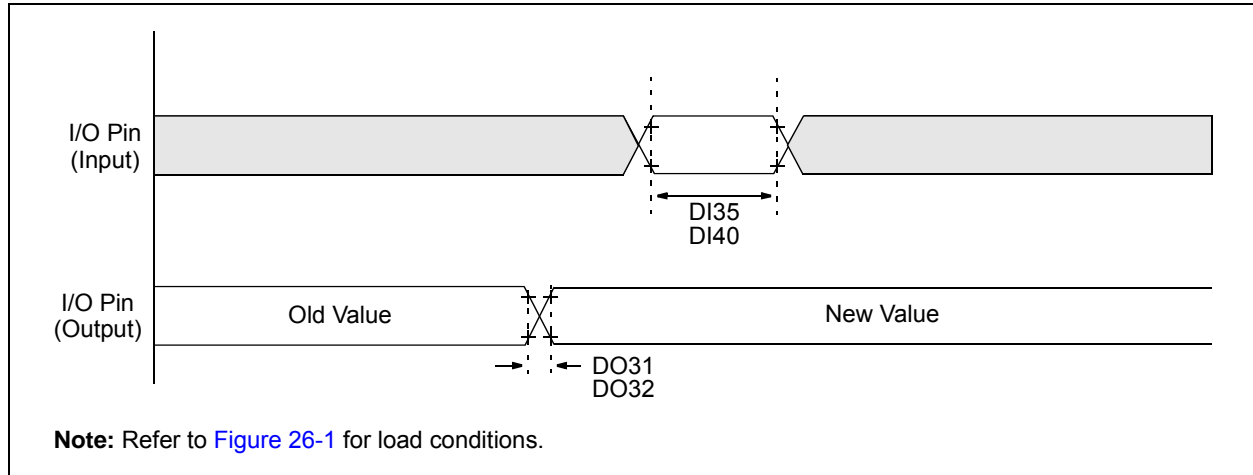 I/O Pin
(Input)
DI35
DI40
I/O Pin
(Output)
Old Value
New Value
DO31
DO32
Note: Refer to Figure 26-1 for load conditions.